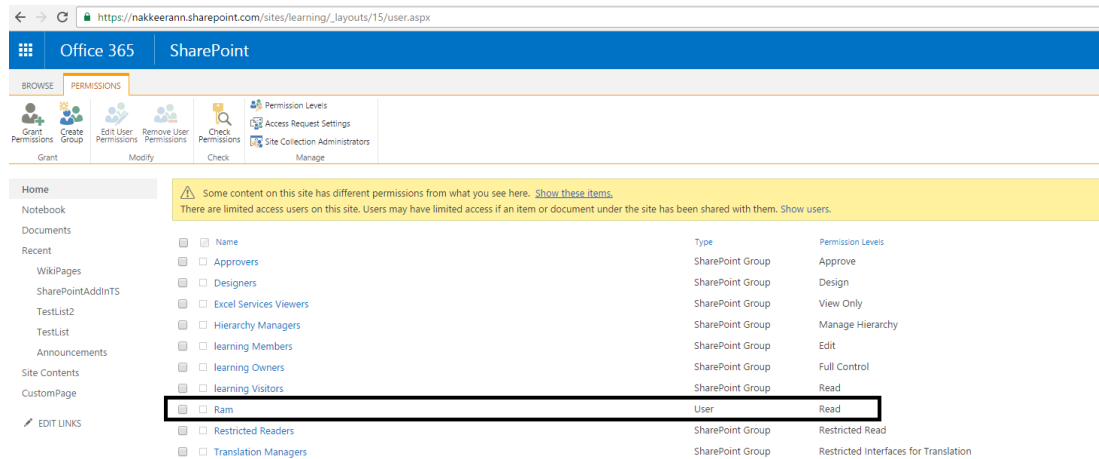 https://nakkeerann.sharepoint.com/sites/learning/_layouts/15/user.aspx
Office 365 SharePoint
BROWSE PERMISSIONS
Grant Permissions
Create Group
Edit User Permissions
Remove User Permissions
Check Permissions
Permission Levels
Access Request Settings
Site Collection Administrators
Grant Modify Check Manage
Home
Notebook
Documents
Recent
WikiPages
SharePointAddInTS
TestList2
TestList
Announcements
Site Contents
CustomPage
EDIT LINKS
Some content on this site has different permissions from what you see here. Show these items.
There are limited access users on this site. Users may have limited access if an item or document under the site has been shared with them. Show users.
Name Type Permission Levels
Approvers SharePoint Group Approve
Designers SharePoint Group Design
Excel Services Viewers SharePoint Group View Only
Hierarchy Managers SharePoint Group Manage Hierarchy
learning Members SharePoint Group Edit
learning Owners SharePoint Group Full Control
learning Visitors SharePoint Group Read
Ram User Read
Restricted Readers SharePoint Group Restricted Read
Translation Managers SharePoint Group Restricted Interfaces for Translation